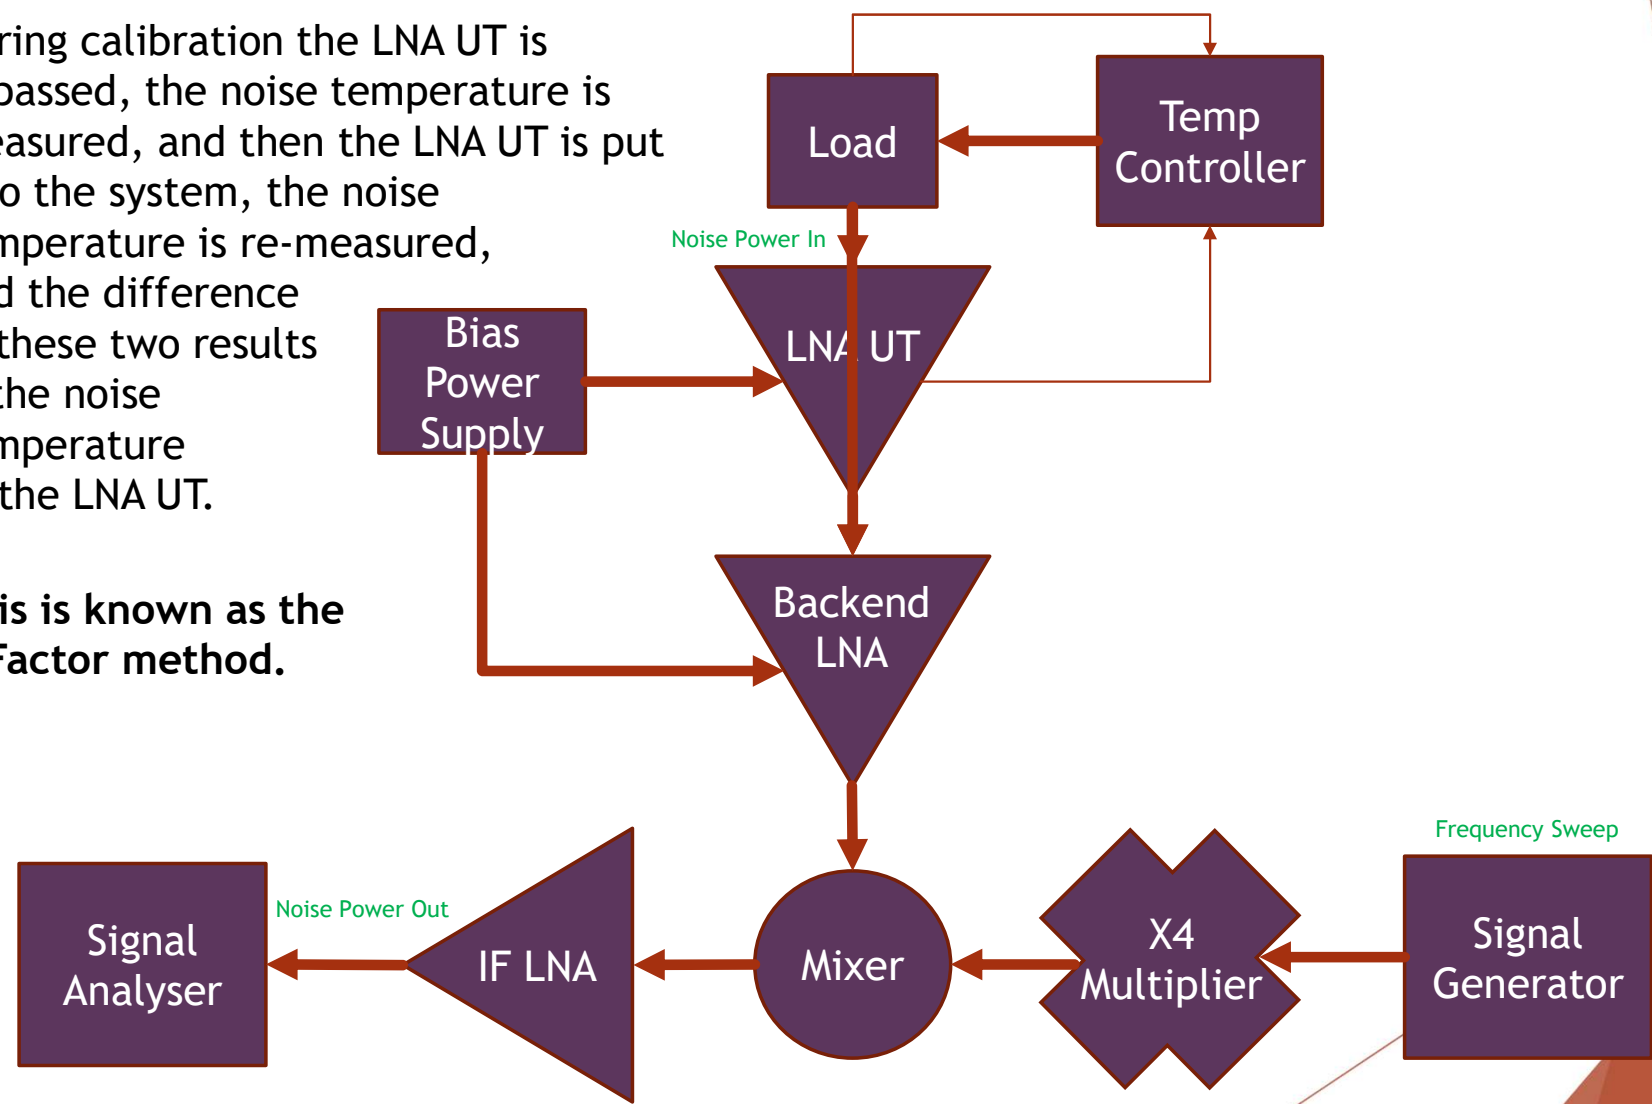 ring calibration the LNA UT is
passed, the noise temperature is
easured, and then the LNA UT is put
o the system, the noise
mperature is re-measured,
d the difference
these two results
the noise
mperature
the LNA UT.
is is known as the
Factor method.
Load
Temp
Controller
Noise Power In
LNA UT
Bias
Power
Supply
Backend
LNA
Frequency Sweep
Signal
Analyser
Noise Power Out
IF LNA
Mixer
X4
Multiplier
Signal
Generator